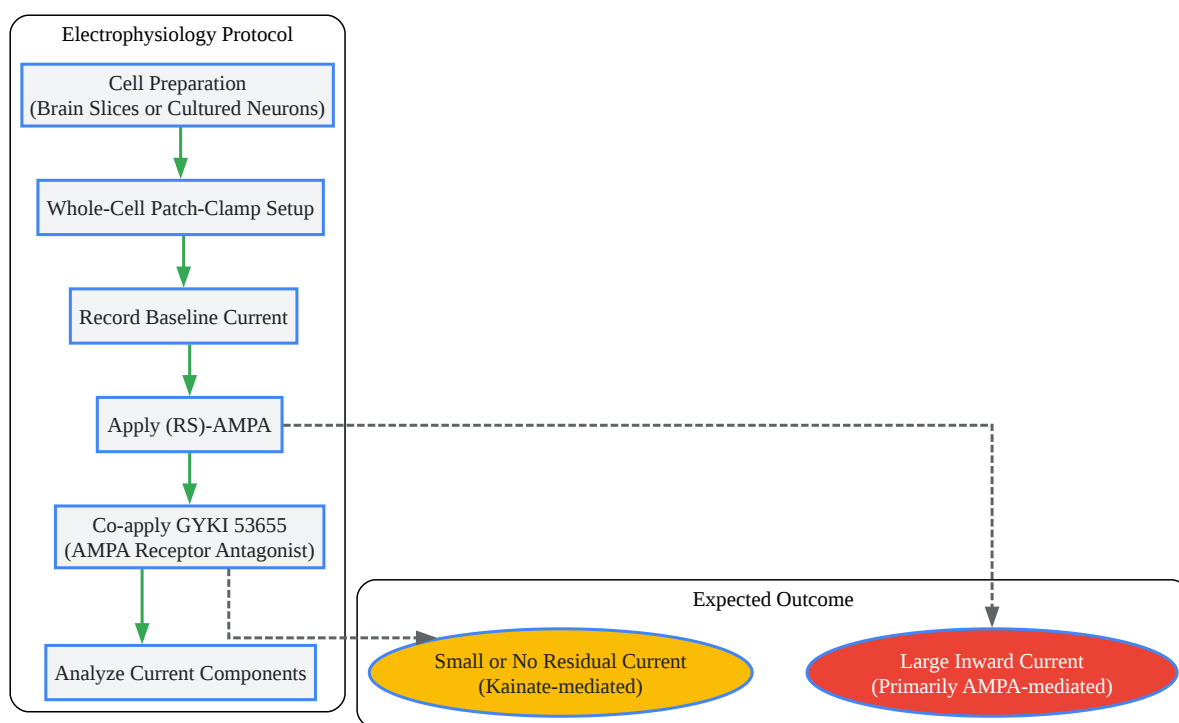 Electrophysiology Protocol
Cell Preparation
(Brain Slices or Cultured Neurons)
Whole-Cell Patch-Clamp Setup
Record Baseline Current
Apply (RS)-AMPA
Co-apply GYKI 53655
(AMPA Receptor Antagonist)
Analyze Current Components
Expected Outcome
Small or No Residual Current
(Kainate-mediated)
Large Inward Current
(Primarily AMPA-mediated)